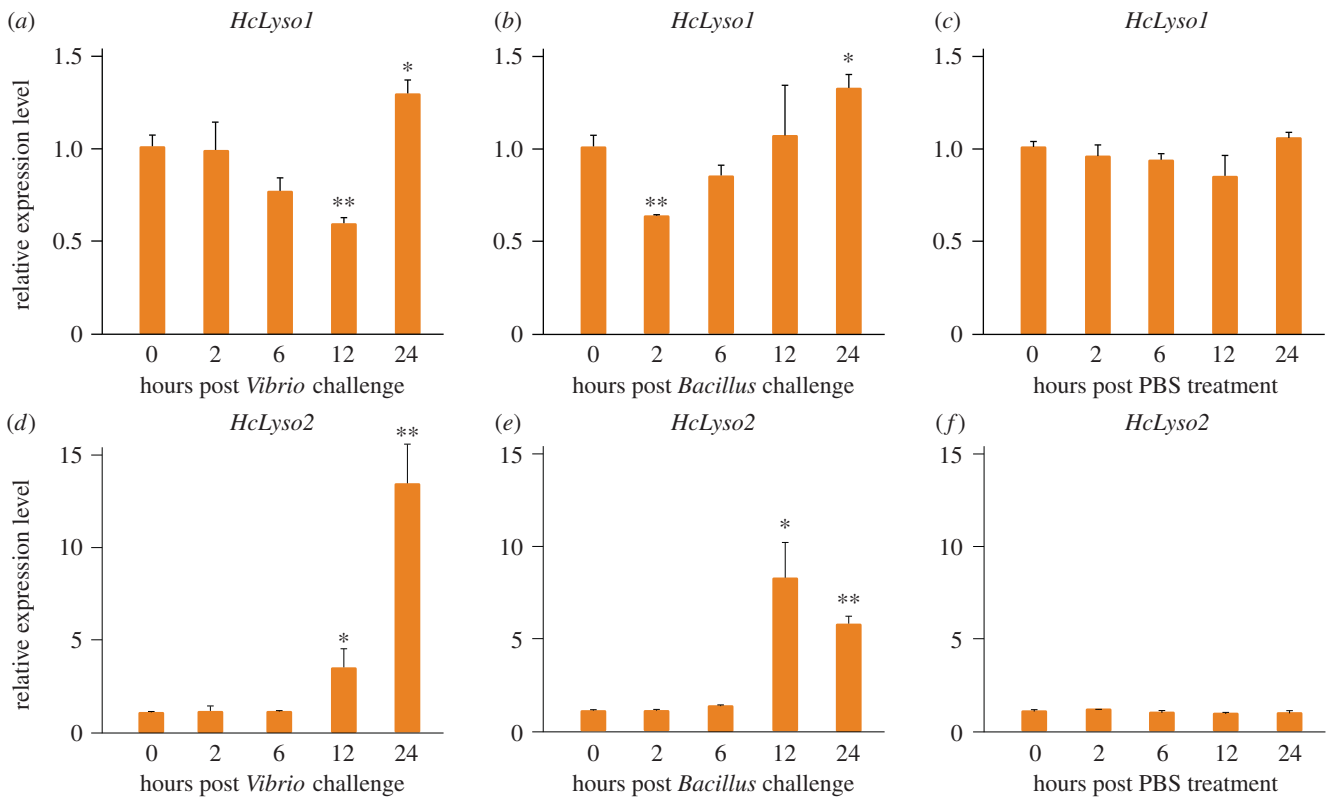 (a) HcLyso1
relative expression level
1.5
1.0
0.5
0
**
*
0 2 6 12 24
hours post Vibrio challenge
(b) HcLyso1
1.5
1.0
0.5
0
**
*
0 2 6 12 24
hours post Bacillus challenge
(c) HcLyso1
1.5
1.0
0.5
0
0 2 6 12 24
hours post PBS treatment
(d) HcLyso2
relative expression level
15
10
5
0
*
**
0 2 6 12 24
hours post Vibrio challenge
(e) HcLyso2
15
10
5
0
*
**
0 2 6 12 24
hours post Bacillus challenge
(f) HcLyso2
15
10
5
0
0 2 6 12 24
hours post PBS treatment